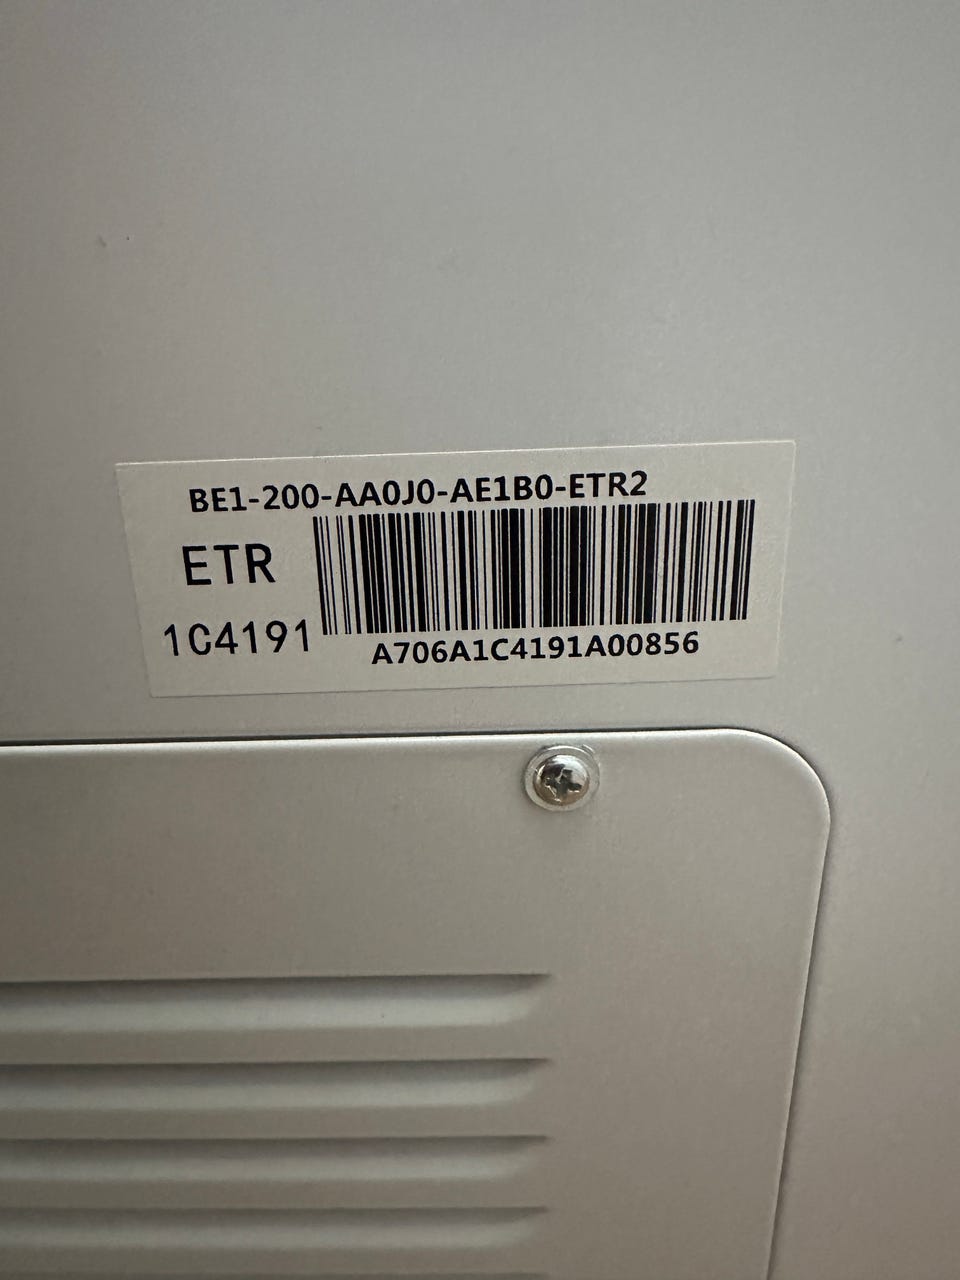 BE1-200-AA0J0-AE1B0-ETR2
ETR
1C4191
A706A1C4191A00856